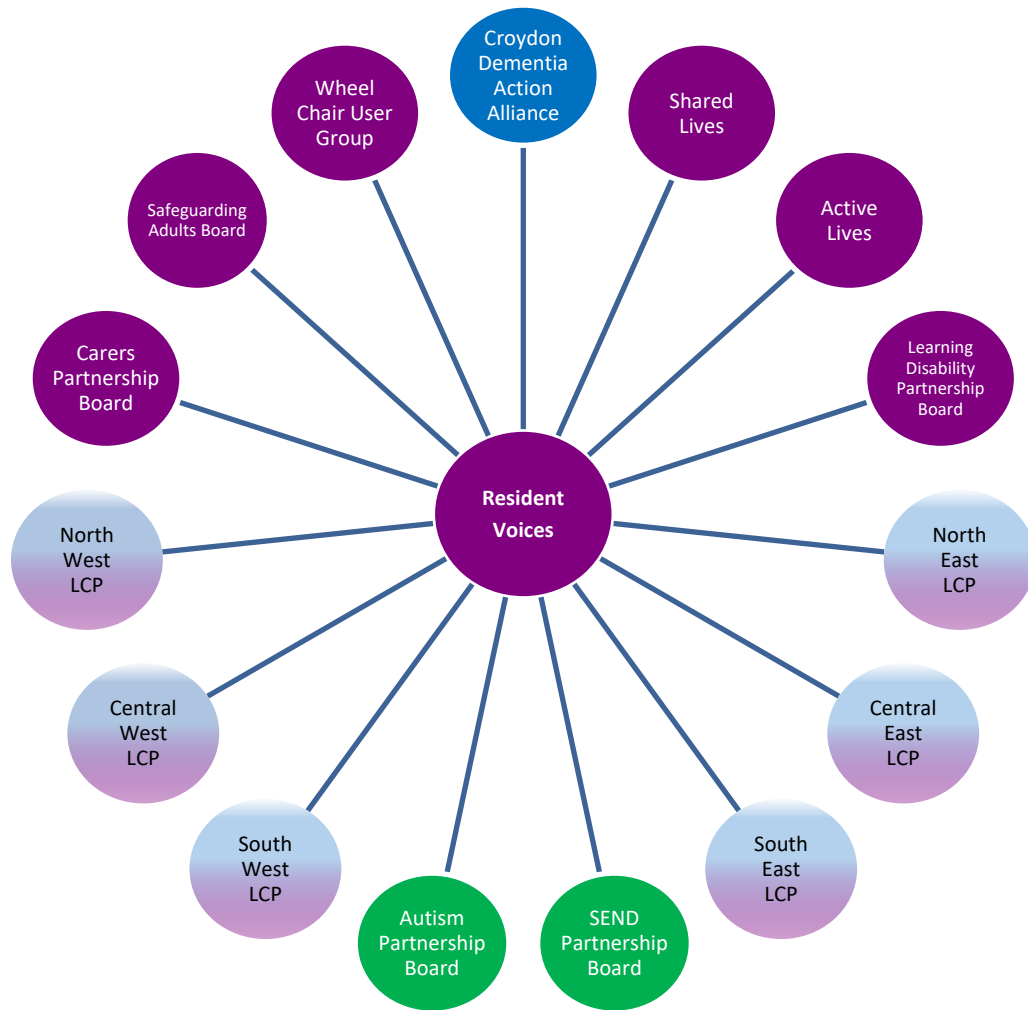 Croydon
Dementia
Action
Alliance
Shared
Lives
Active
Lives
Learning
Disability
Partnership
Board
North
East
LCP
Central
East
LCP
South
East
LCP
SEND
Partnership
Board
Autism
Partnership
Board
South
West
LCP
Central
West
LCP
North
West
LCP
Carers
Partnership
Board
Safeguarding
Adults Board
Wheel
Chair User
Group
Resident
Voices